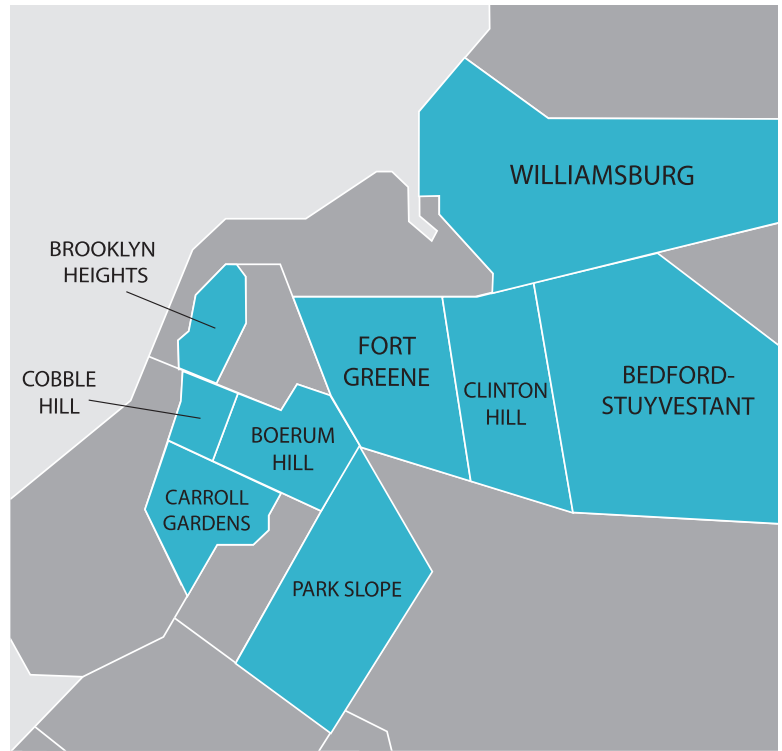 WILLIAMSBURG
BROOKLYN
HEIGHTS
FORT
GREENE
COBBLE
HILL
CLINTON
HILL
BEDFORD-
STUYVESTANT
BOERUM
HILL
CARROLL
GARDENS
PARK SLOPE